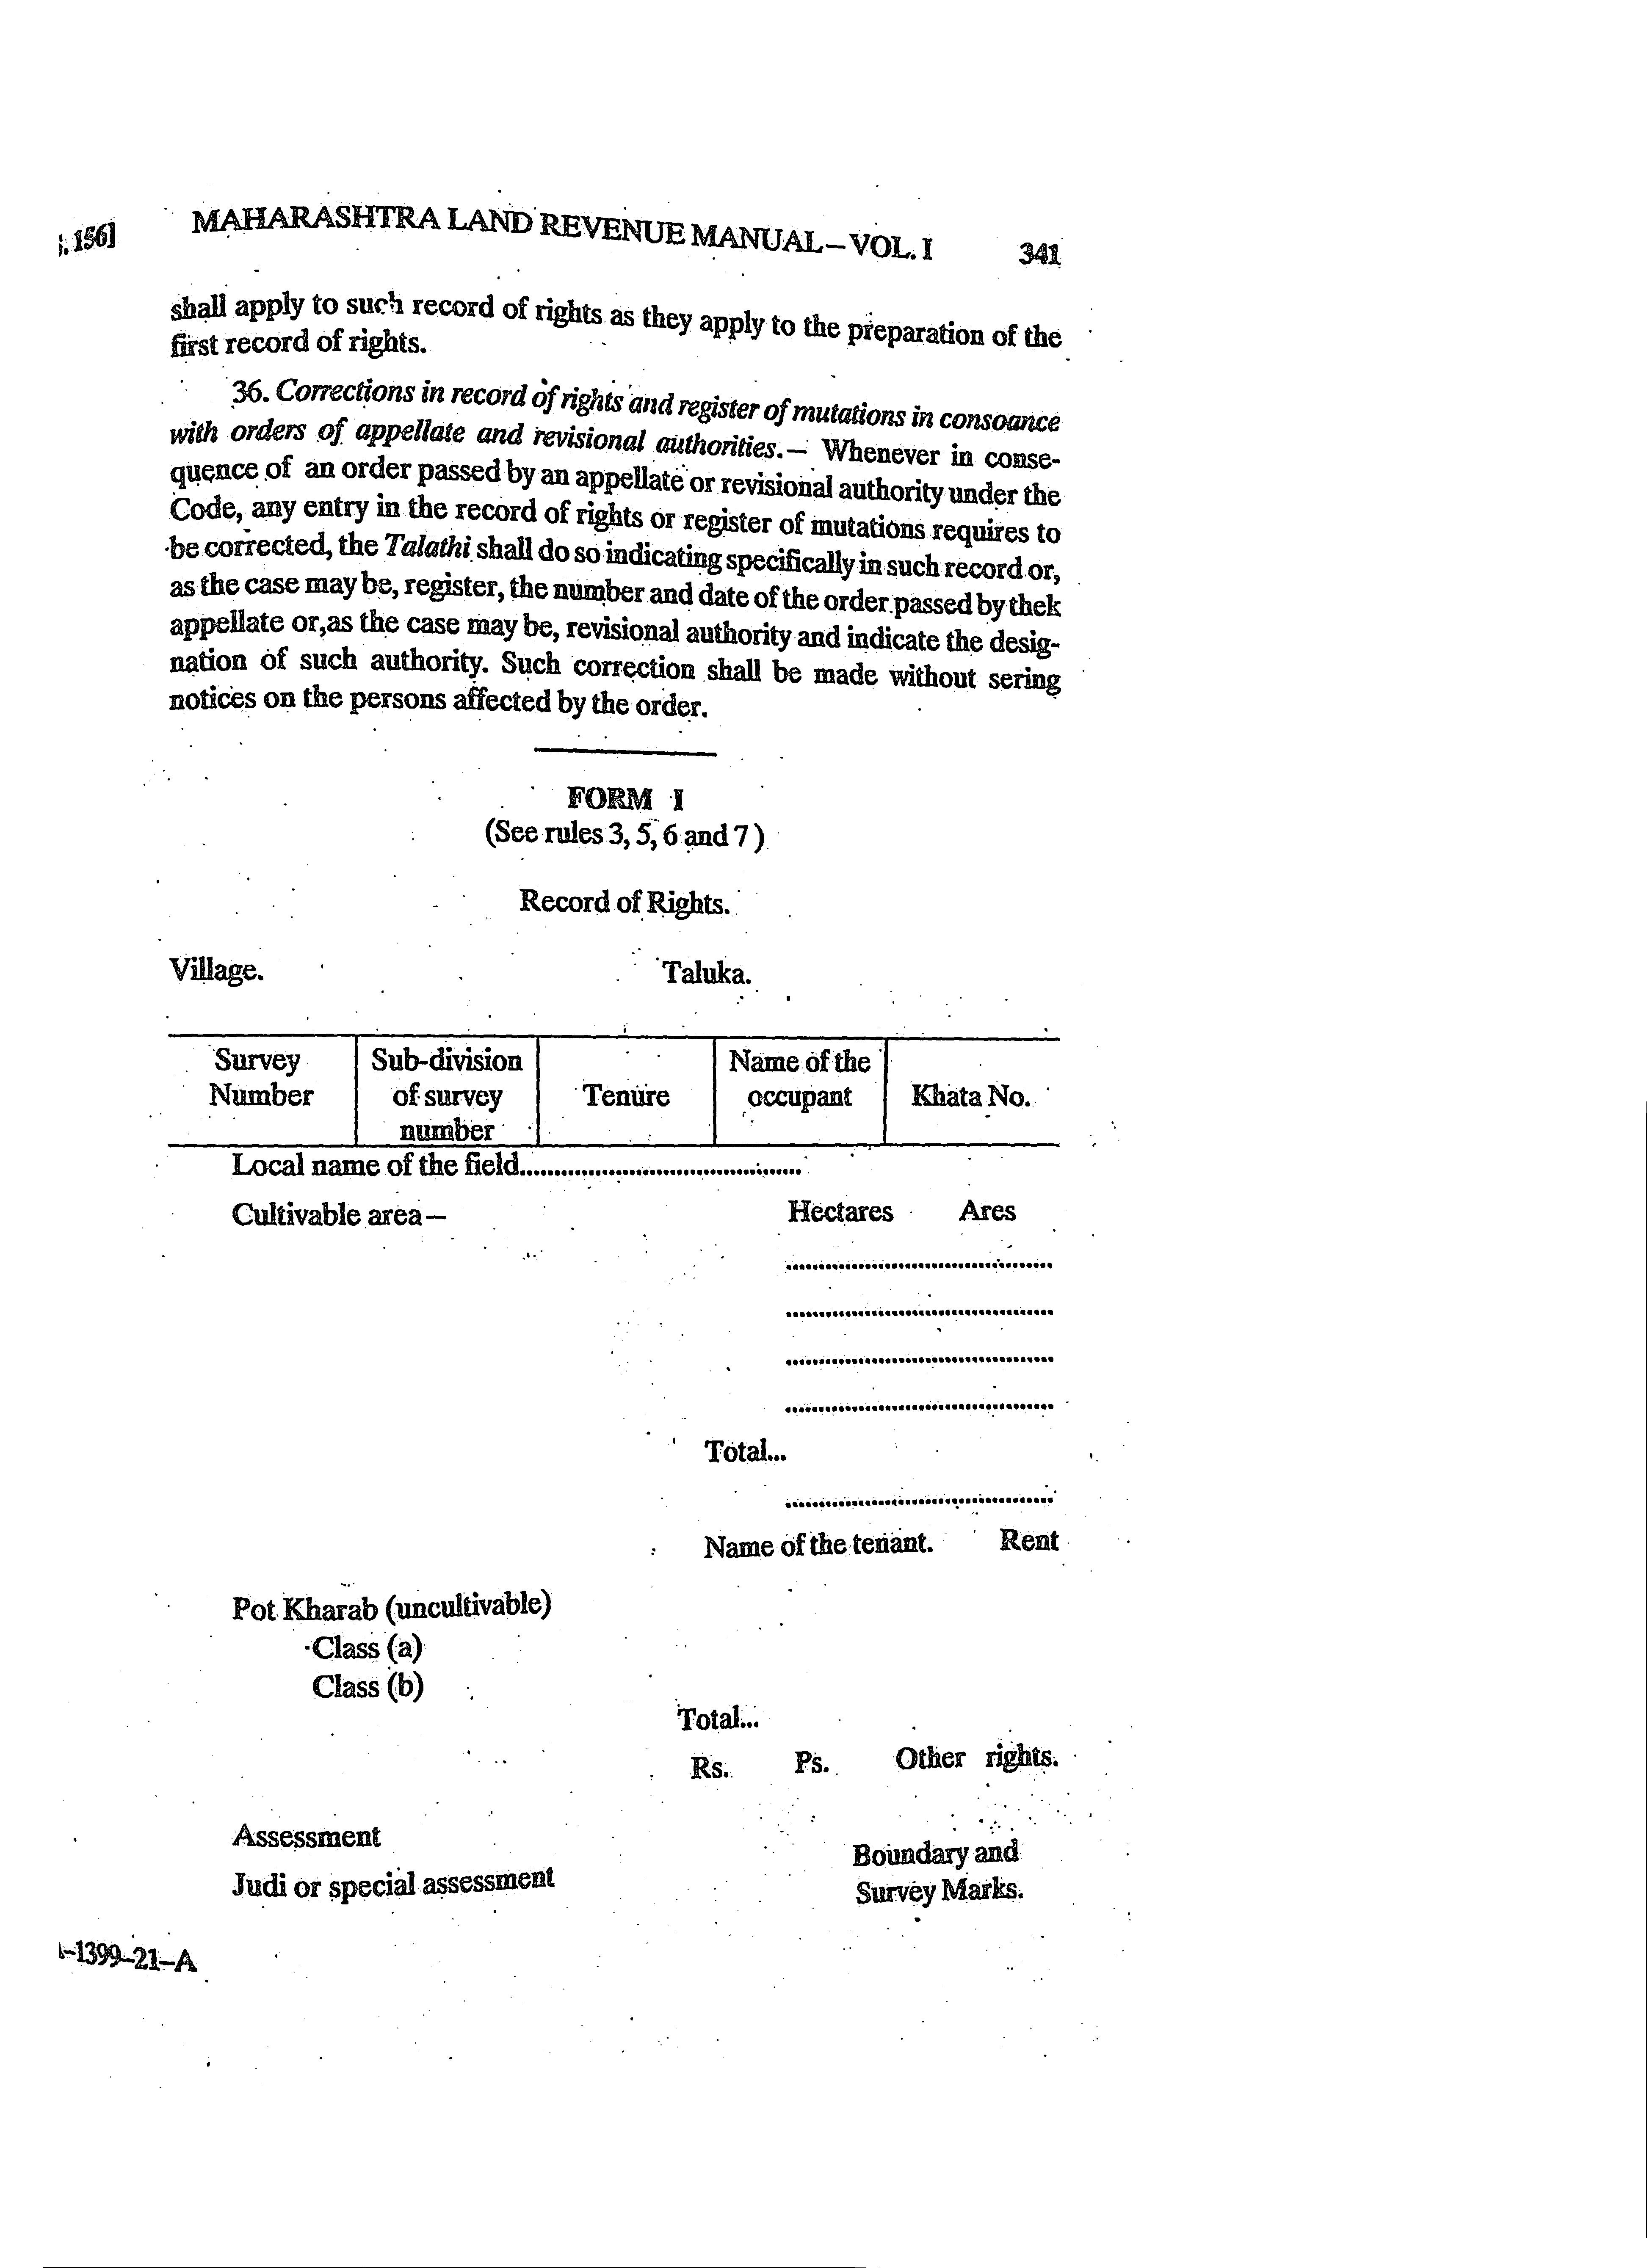 156]
MAHARASHTRA LAND REVENUE MANUAL – VOL. I
341
shall apply to such record of rights as they apply to the preparation of the
first record of rights.
36. Corrections in record of rights and register of mutations in consoance
with orders of appellate and revisional authorities. — Whenever in conse-
quence of an order passed by an appellate or revisional authority under the
Code, any entry in the record of rights or register of mutations requires to
be corrected, the Talathi shall do so indicating specifically in such record or,
as the case may be, register, the number and date of the order passed by thek
appellate or,as the case may be, revisional authority and indicate the desig-
nation of such authority. Such correction shall be made without sering
notices on the persons affected by the order.
FORM I
(See rules 3, 5, 6 and 7)
Record of Rights.
Village. Taluka.
Survey Number
Sub-division of survey number
Tenure
Name of the occupant
Khata No.
Local name of the field..........................................
Cultivable area — Hectares Ares
........................................
........................................
........................................
........................................
Total...
........................................
Name of the tenant. Rent
Pot Kharab (uncultivable)
Class (a)
Class (b)
Total...
Rs. Ps. Other rights.
Assessment
Boundary and
Judi or special assessment
Survey Marks.
–1399–21–A